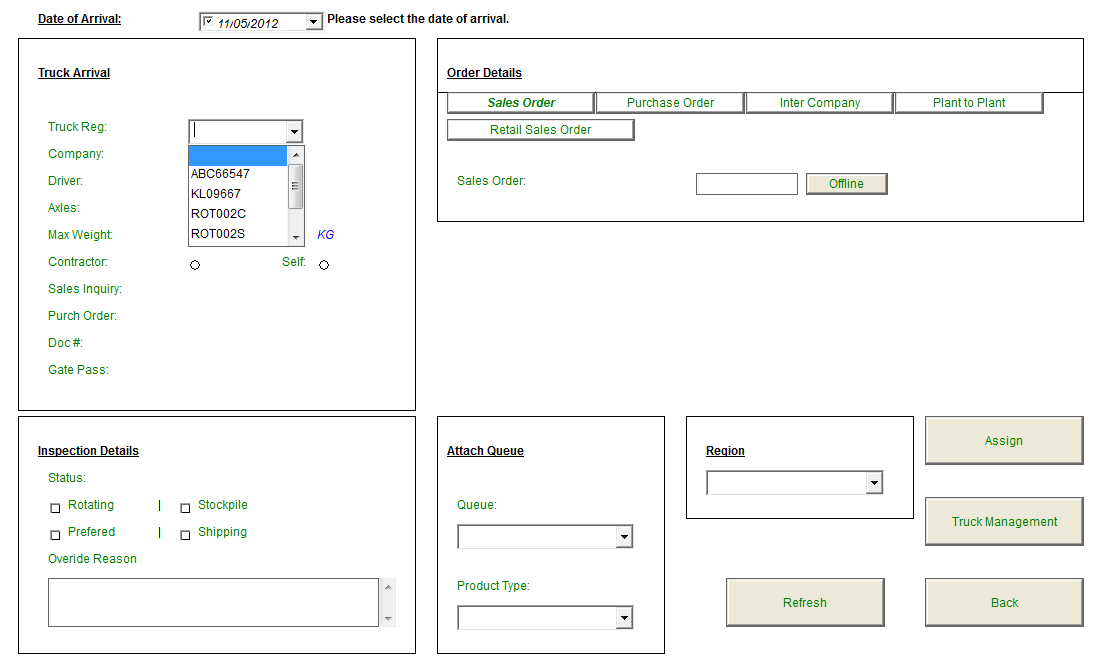 Date of Arrival:
11/05/2012
Please select the date of arrival.
Truck Arrival
Truck Reg:
Company:
Driver:
Axles:
Max Weight:
ABC66547
KL09667
ROT002C
ROT002S
KG
Contractor:
Self:
Sales Inquiry:
Purch Order:
Doc #:
Gate Pass:
Order Details
Sales Order
Purchase Order
Inter Company
Plant to Plant
Retail Sales Order
Sales Order:
Offline
Inspection Details
Status:
Rotating | Stockpile
Prefered | Shipping
Overide Reason
Attach Queue
Queue:
Product Type:
Region
Assign
Truck Management
Refresh
Back